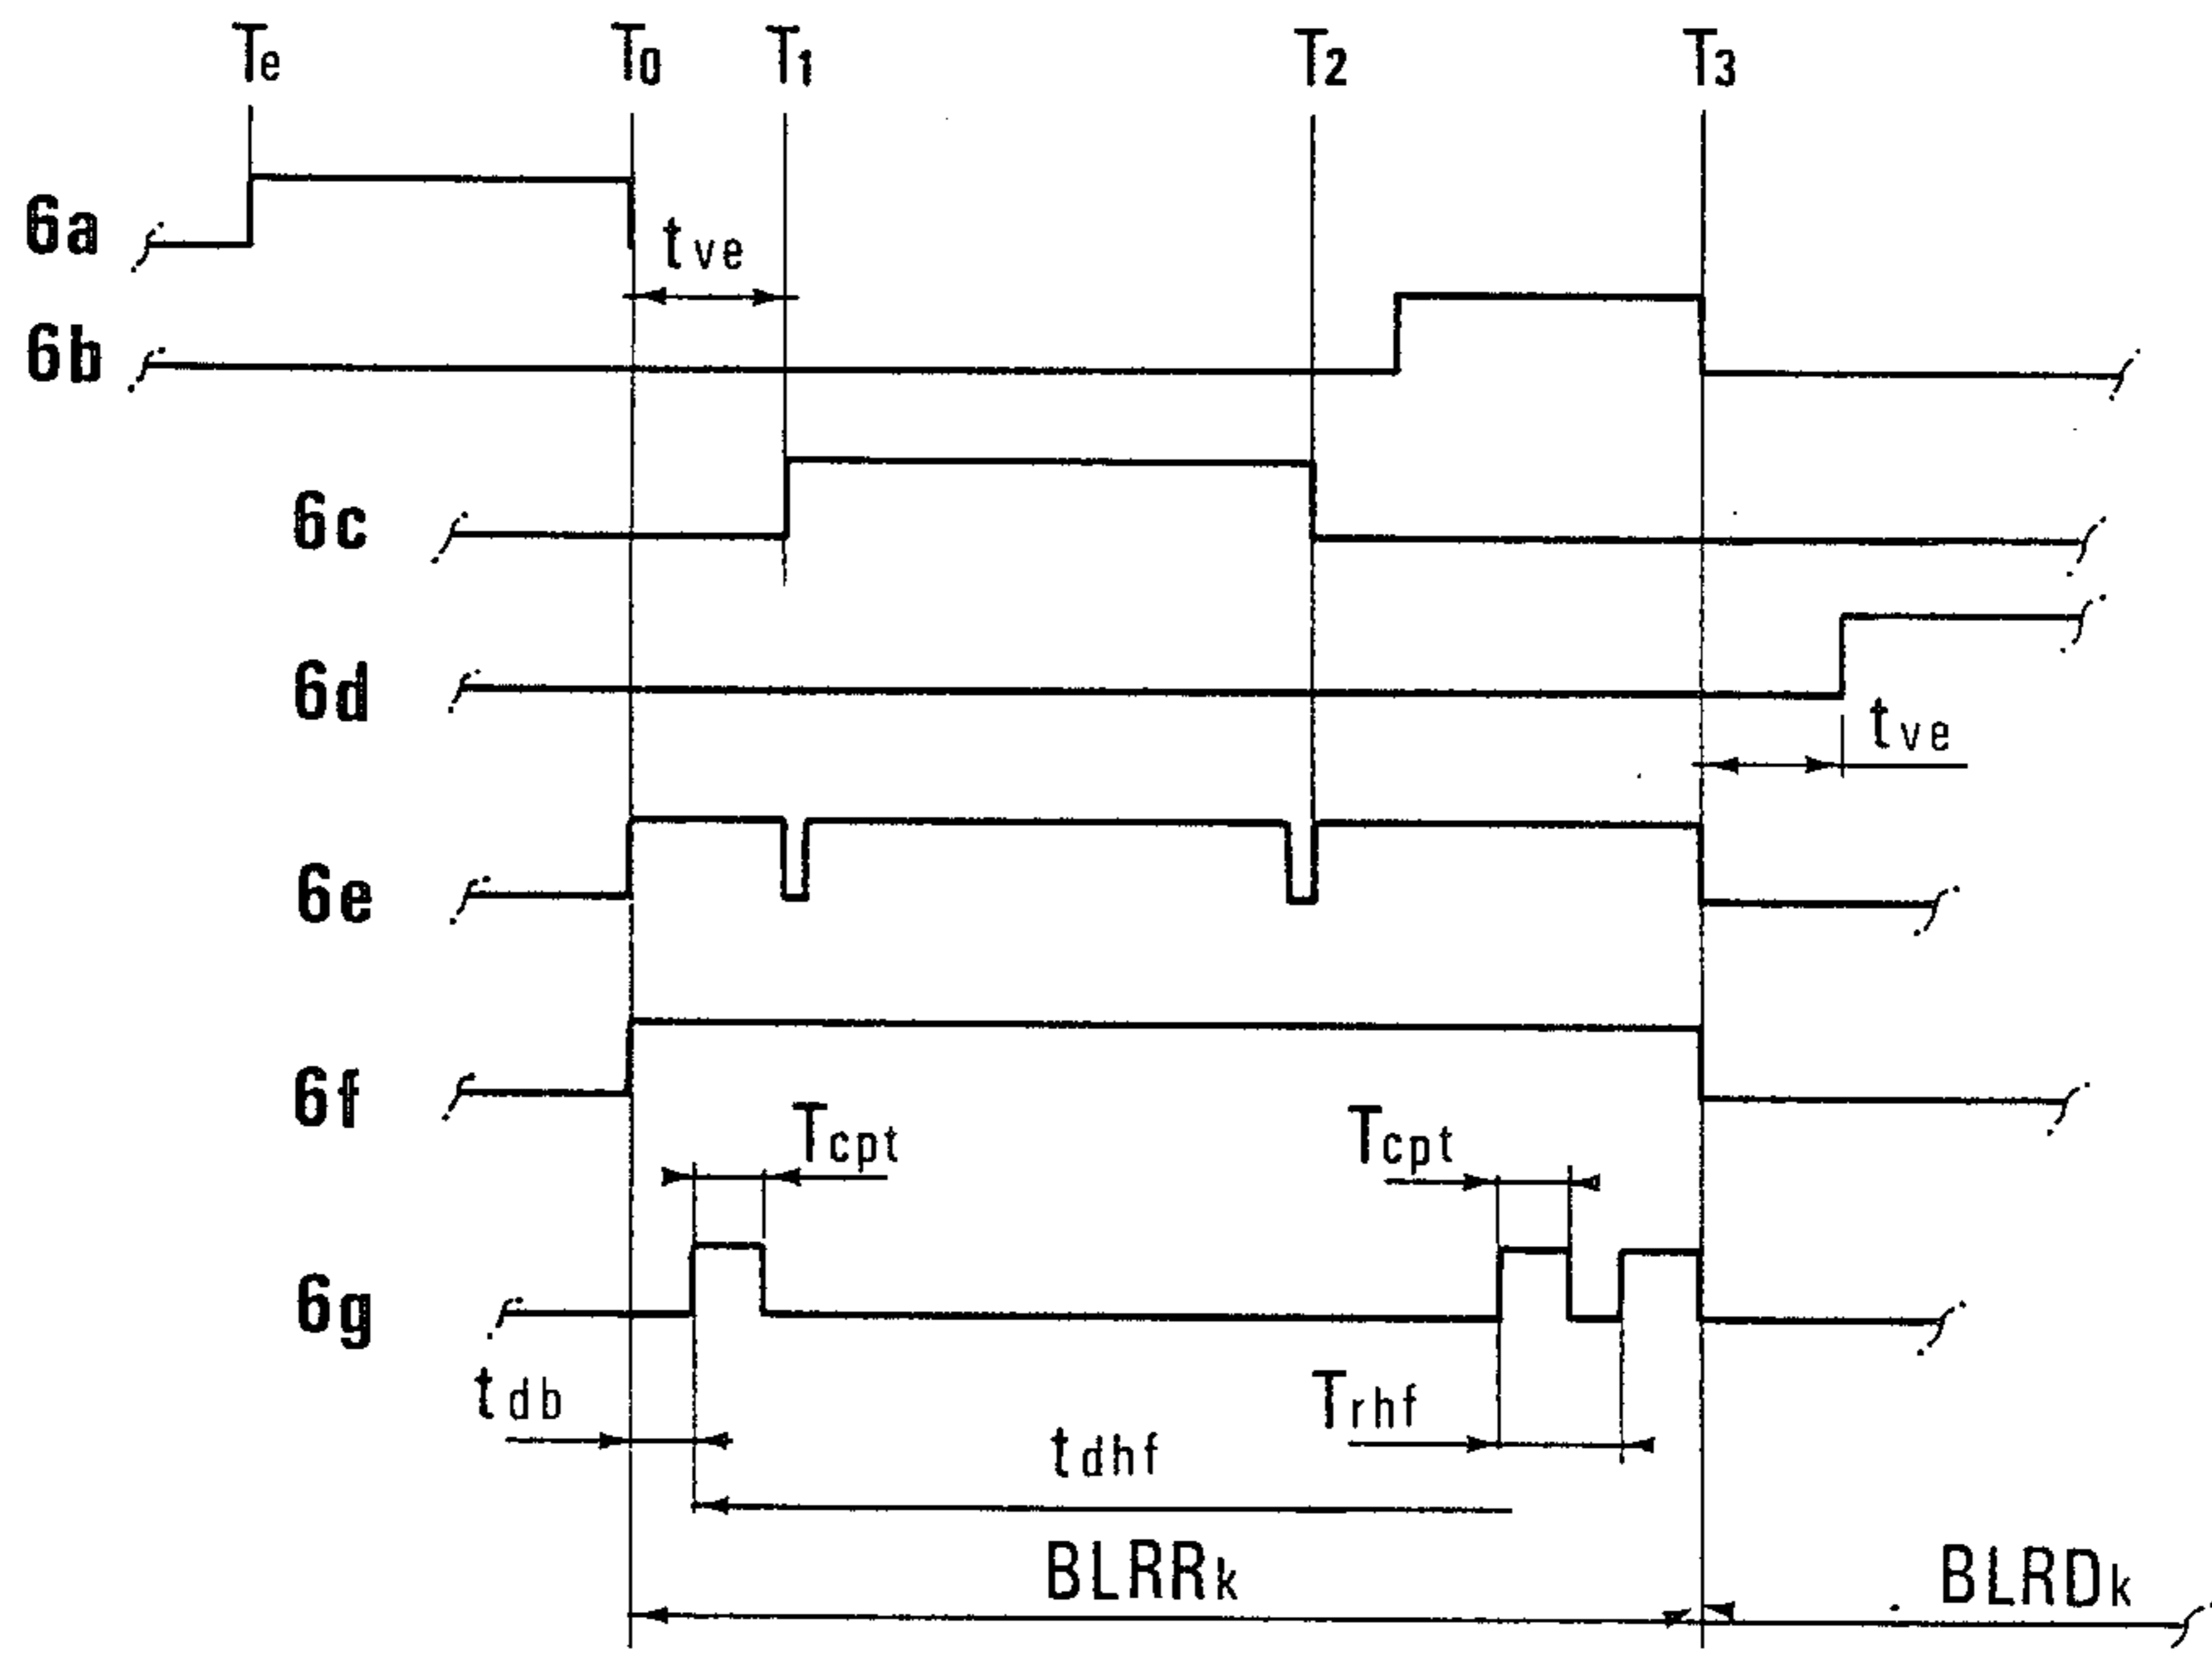 Te T0 T1 T2 T3
6a
tve
6b
6c
6d
tve
6e
6f
Tcpt Tcpt
6g
tdb Trhf
tdhf
BLRRk BLRDk